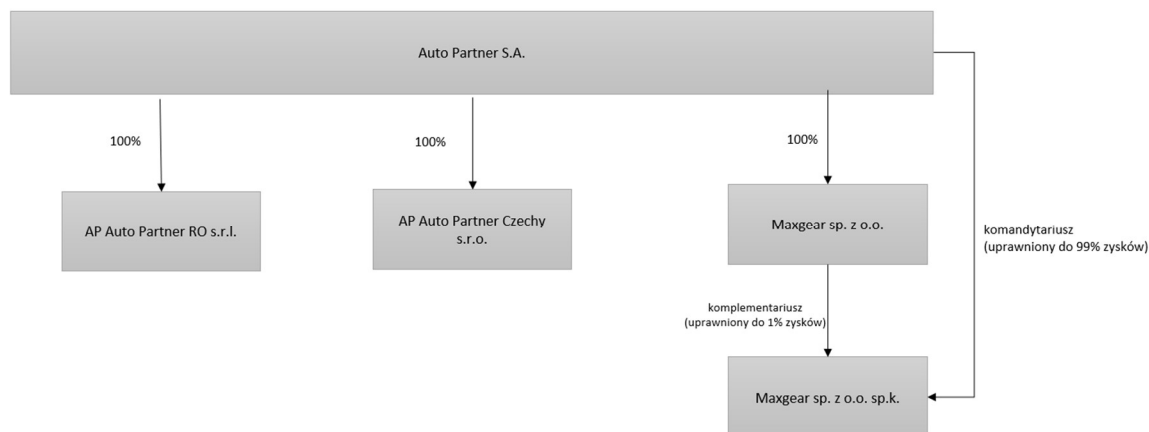 Auto Partner S.A.
100%
100%
100%
AP Auto Partner RO s.r.l.
AP Auto Partner Czechy
s.r.o.
Maxgear sp. z o.o.
komandytariusz
(uprawniony do 99% zysków)
komplementariusz
(uprawniony do 1% zysków)
Maxgear sp. z o.o. sp.k.